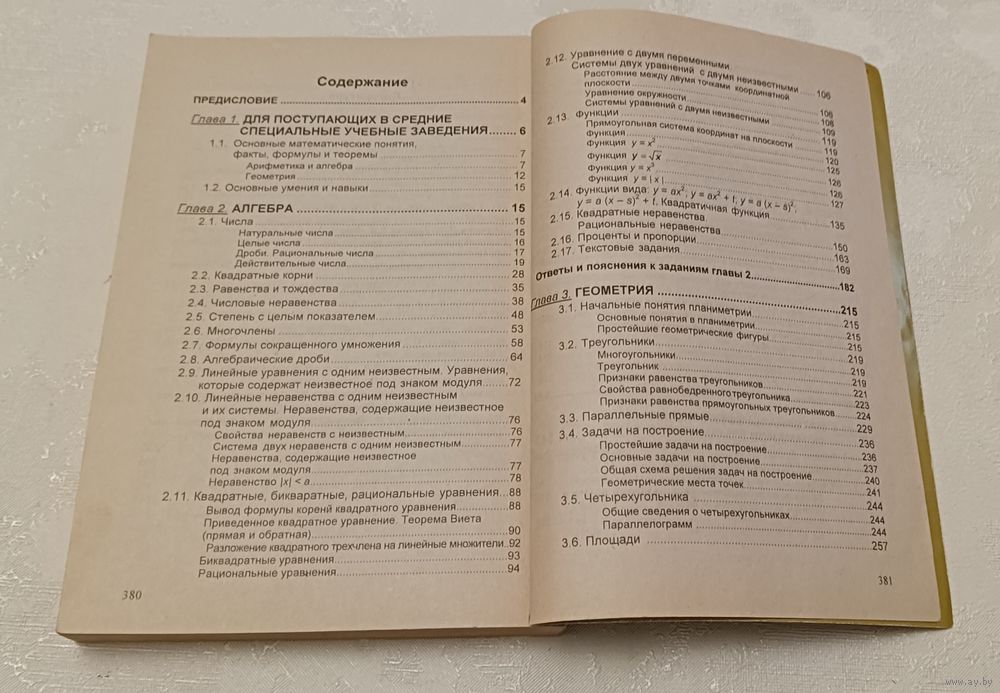 Содержание
ПРЕДИСЛОВИЕ ... 4
Глава 1. ДЛЯ ПОСТУПАЮЩИХ В СРЕДНИЕ
СПЕЦИАЛЬНЫЕ УЧЕБНЫЕ ЗАВЕДЕНИЯ ... 6
1.1. Основные математические понятия,
факты, формулы и теоремы ... 7
Арифметика и алгебра ... 7
Геометрия ... 12
1.2. Основные умения и навыки ... 15
Глава 2. АЛГЕБРА ... 15
2.1. Числа ... 15
Натуральные числа ... 15
Целые числа ... 16
Дроби. Рациональные числа ... 17
Действительные числа ... 19
2.2. Квадратные корни ... 28
2.3. Равенства и тождества ... 35
2.4. Числовые неравенства ... 38
2.5. Степень с целым показателем ... 48
2.6. Многочлены ... 53
2.7. Формулы сокращенного умножения ... 58
2.8. Алгебраические дроби ... 64
2.9. Линейные уравнения с одним неизвестным. Уравнения,
которые содержат неизвестное под знаком модуля ... 72
2.10. Линейные неравенства с одним неизвестным
и их системы. Неравенства, содержащие неизвестное
под знаком модуля ... 76
Свойства неравенств с неизвестным ... 76
Система двух неравенств с одним неизвестным ... 77
Неравенства, содержащие неизвестное
под знаком модуля ... 77
Неравенство |x| < a ... 78
2.11. Квадратные, бикваратные, рациональные уравнения ... 88
Вывод формулы корней квадратного уравнения ... 88
Приведенное квадратное уравнение. Теорема Виета
(прямая и обратная) ... 90
Разложение квадратного трехчлена на линейные множители. 92
Биквадратные уравнения ... 93
Рациональные уравнения ... 94
380
2.12. Уравнение с двумя переменными.
Системы двух уравнений с двумя неизвестными ... 106
Расстояние между двумя точками координатной
плоскости ... 106
Уравнение окружности ... 108
Системы уравнений с двумя неизвестными ... 109
2.13. Функции ... 119
Прямоугольная система координат на плоскости ... 119
Функция y = x² ... 120
Функция y = √x ... 125
Функция y = x³ ... 126
Функция y = | x | ... 126
2.14. Функции вида: y = ax²; y = ax² + t; y = a (x – s)²;
y = a (x – s)² + t. Квадратичная функция ... 127
2.15. Квадратные неравенства.
Рациональные неравенства ... 135
2.16. Проценты и пропорции ... 150
2.17. Текстовые задания ... 163
169
Ответы и пояснения к заданиям главы 2 ... 182
Глава 3. ГЕОМЕТРИЯ ... 215
3.1. Начальные понятия планиметрии ... 215
Основные понятия в планиметрии ... 215
Простейшие геометрические фигуры ... 215
3.2. Треугольники ... 219
Многоугольники ... 219
Треугольник ... 219
Признаки равенства треугольников ... 221
Свойства равнобедренного треугольника ... 223
Признаки равенства прямоугольных треугольников ... 224
3.3. Параллельные прямые ... 229
3.4. Задачи на построение ... 236
Простейшие задачи на построение ... 236
Основные задачи на построение ... 237
Общая схема решения задач на построение ... 240
Геометрические места точек ... 241
3.5. Четырехугольника ... 244
Общие сведения о четырехугольниках ... 244
Параллелограмм ... 244
3.6. Площади ... 257
381
www.ay.by